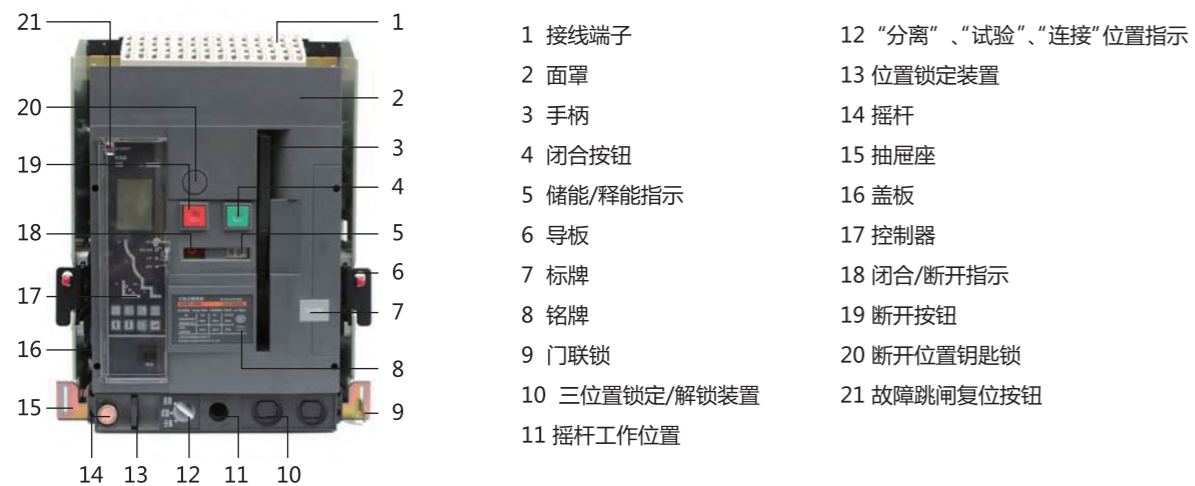 21
1
20
2
19
3
4
18
5
6
17
7
16
8
15
9
14 13 12 11 10
1 接线端子
2 面罩
3 手柄
4 闭合按钮
5 储能/释能指示
6 导板
7 标牌
8 铭牌
9 门联锁
10 三位置锁定/解锁装置
11 摇杆工作位置
12 “分离”、“试验”、“连接”位置指示
13 位置锁定装置
14 摇杆
15 抽屉座
16 盖板
17 控制器
18 闭合/断开指示
19 断开按钮
20 断开位置钥匙锁
21 故障跳闸复位按钮